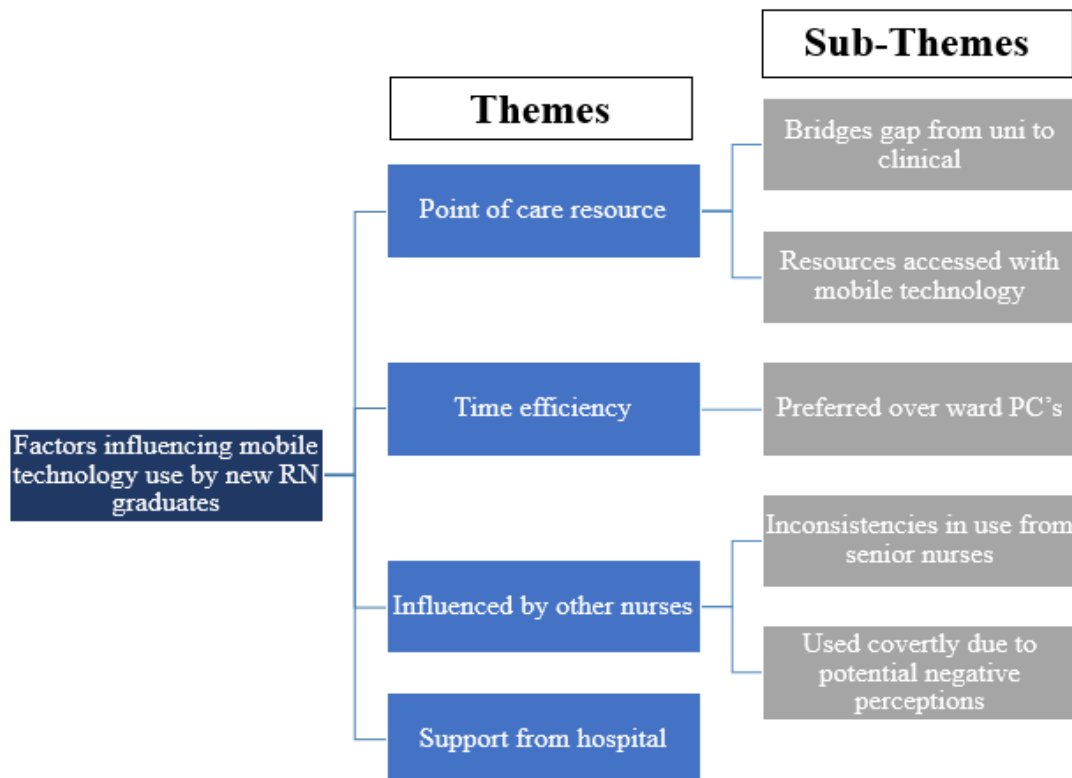 Sub-Themes
Themes
Bridges gap from uni to
clinical
Point of care resource
Resources accessed with
mobile technology
Time efficiency
Preferred over ward PC’s
Factors influencing mobile
technology use by new RN
graduates
Inconsistencies in use from
senior nurses
Influenced by other nurses
Used covertly due to
potential negative
perceptions
Support from hospital